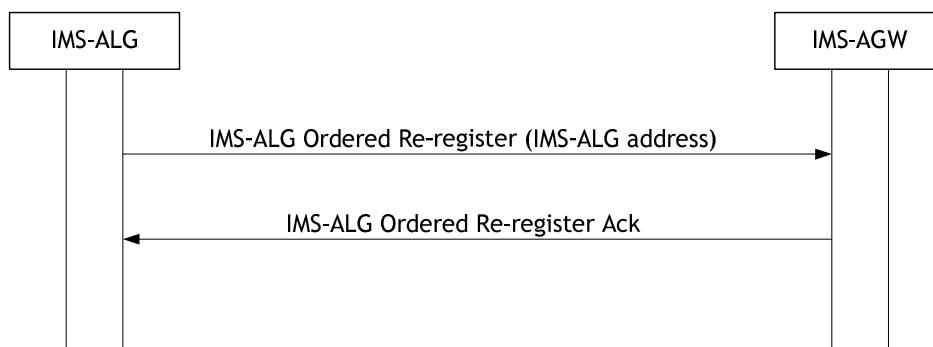 IMS-ALG
IMS-AGW
IMS-ALG Ordered Re-register (IMS-ALG address)
IMS-ALG Ordered Re-register Ack